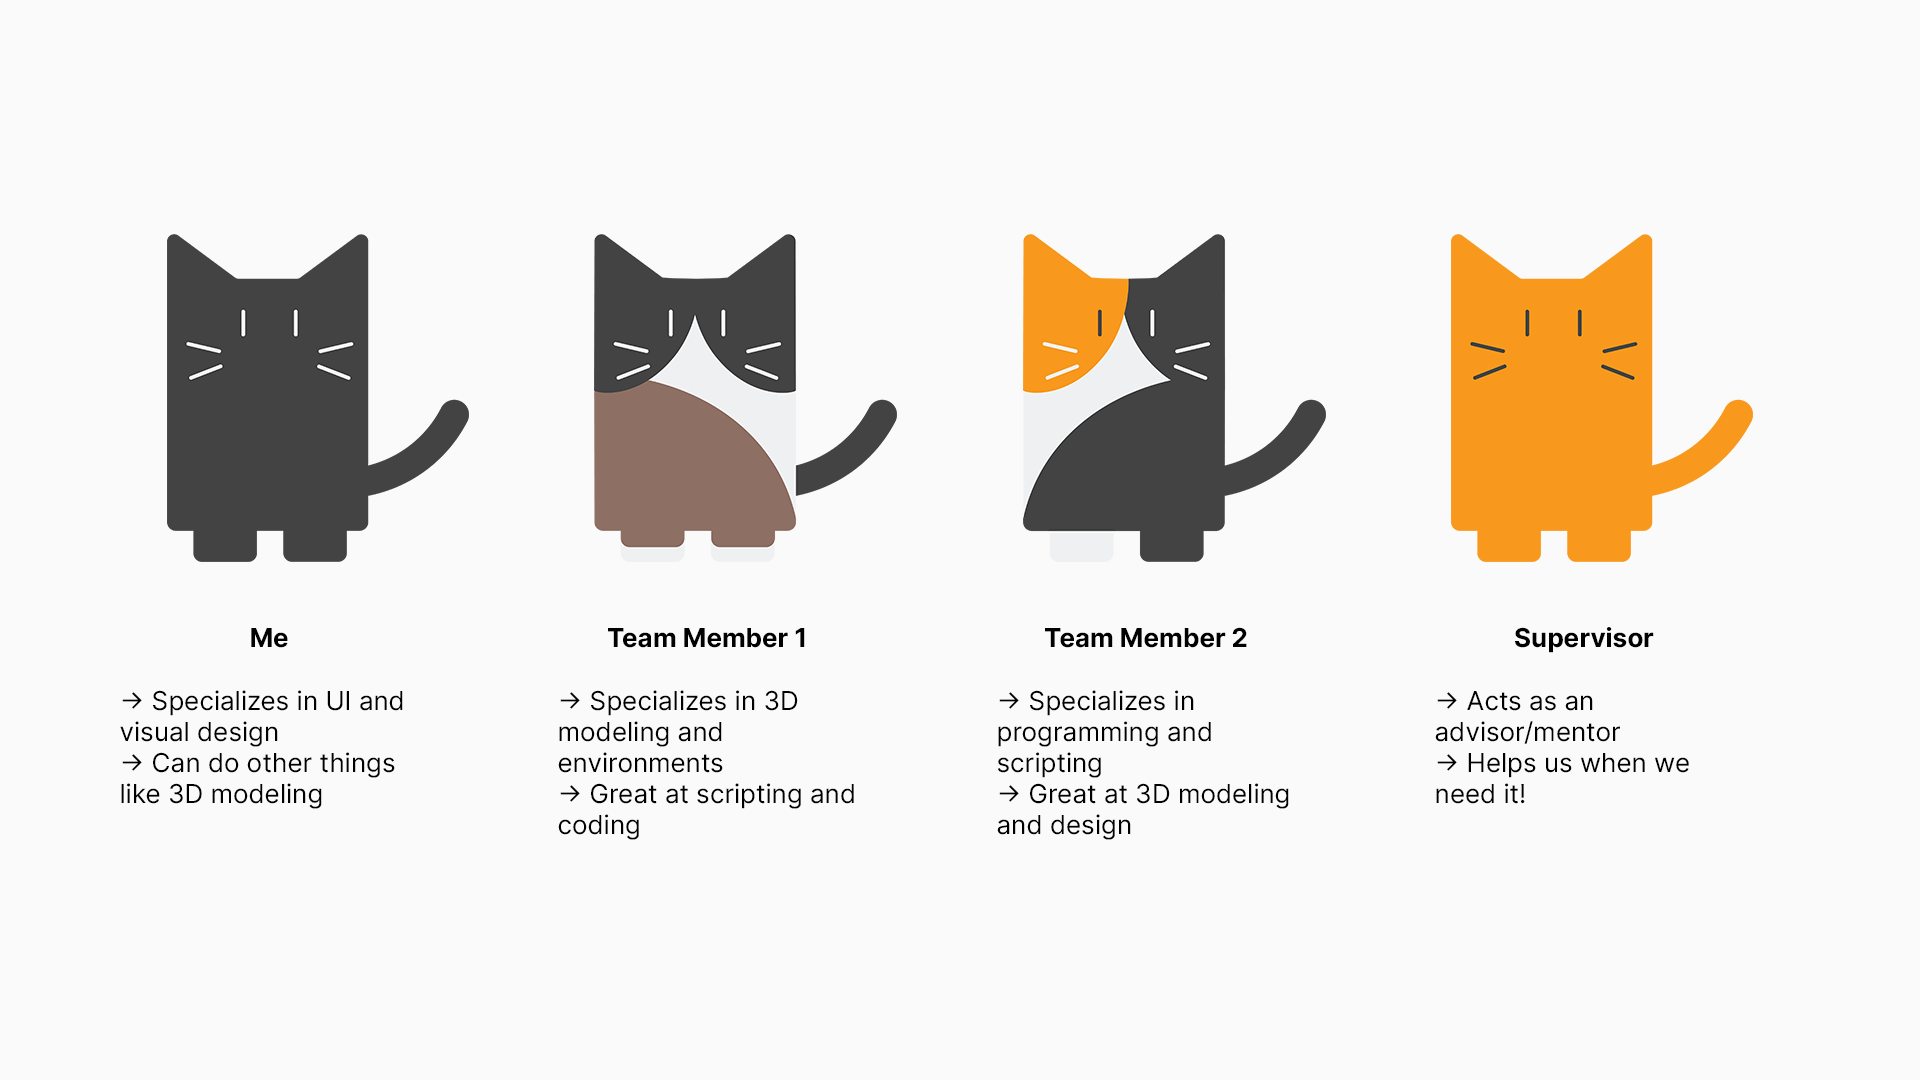 Me
→ Specializes in UI and
visual design
→ Can do other things
like 3D modeling
Team Member 1
→ Specializes in 3D
modeling and
environments
→ Great at scripting and
coding
Team Member 2
→ Specializes in
programming and
scripting
→ Great at 3D modeling
and design
Supervisor
→ Acts as an
advisor/mentor
→ Helps us when we
need it!